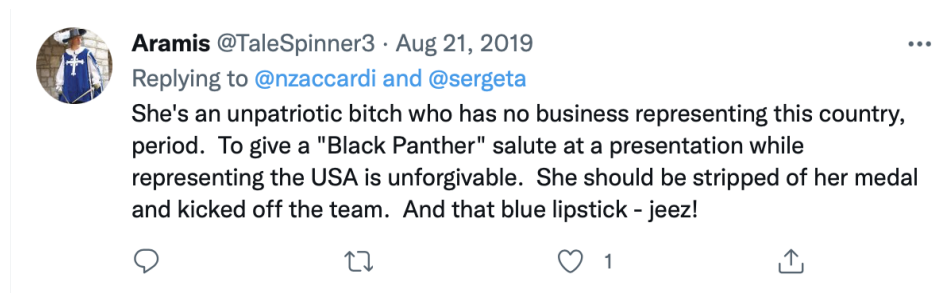 Aramis @TaleSpinner3 · Aug 21, 2019
Replying to @nzaccardi and @sergeta
She's an unpatriotic bitch who has no business representing this country,
period.  To give a "Black Panther" salute at a presentation while
representing the USA is unforgivable.  She should be stripped of her medal
and kicked off the team.  And that blue lipstick - jeez!
1